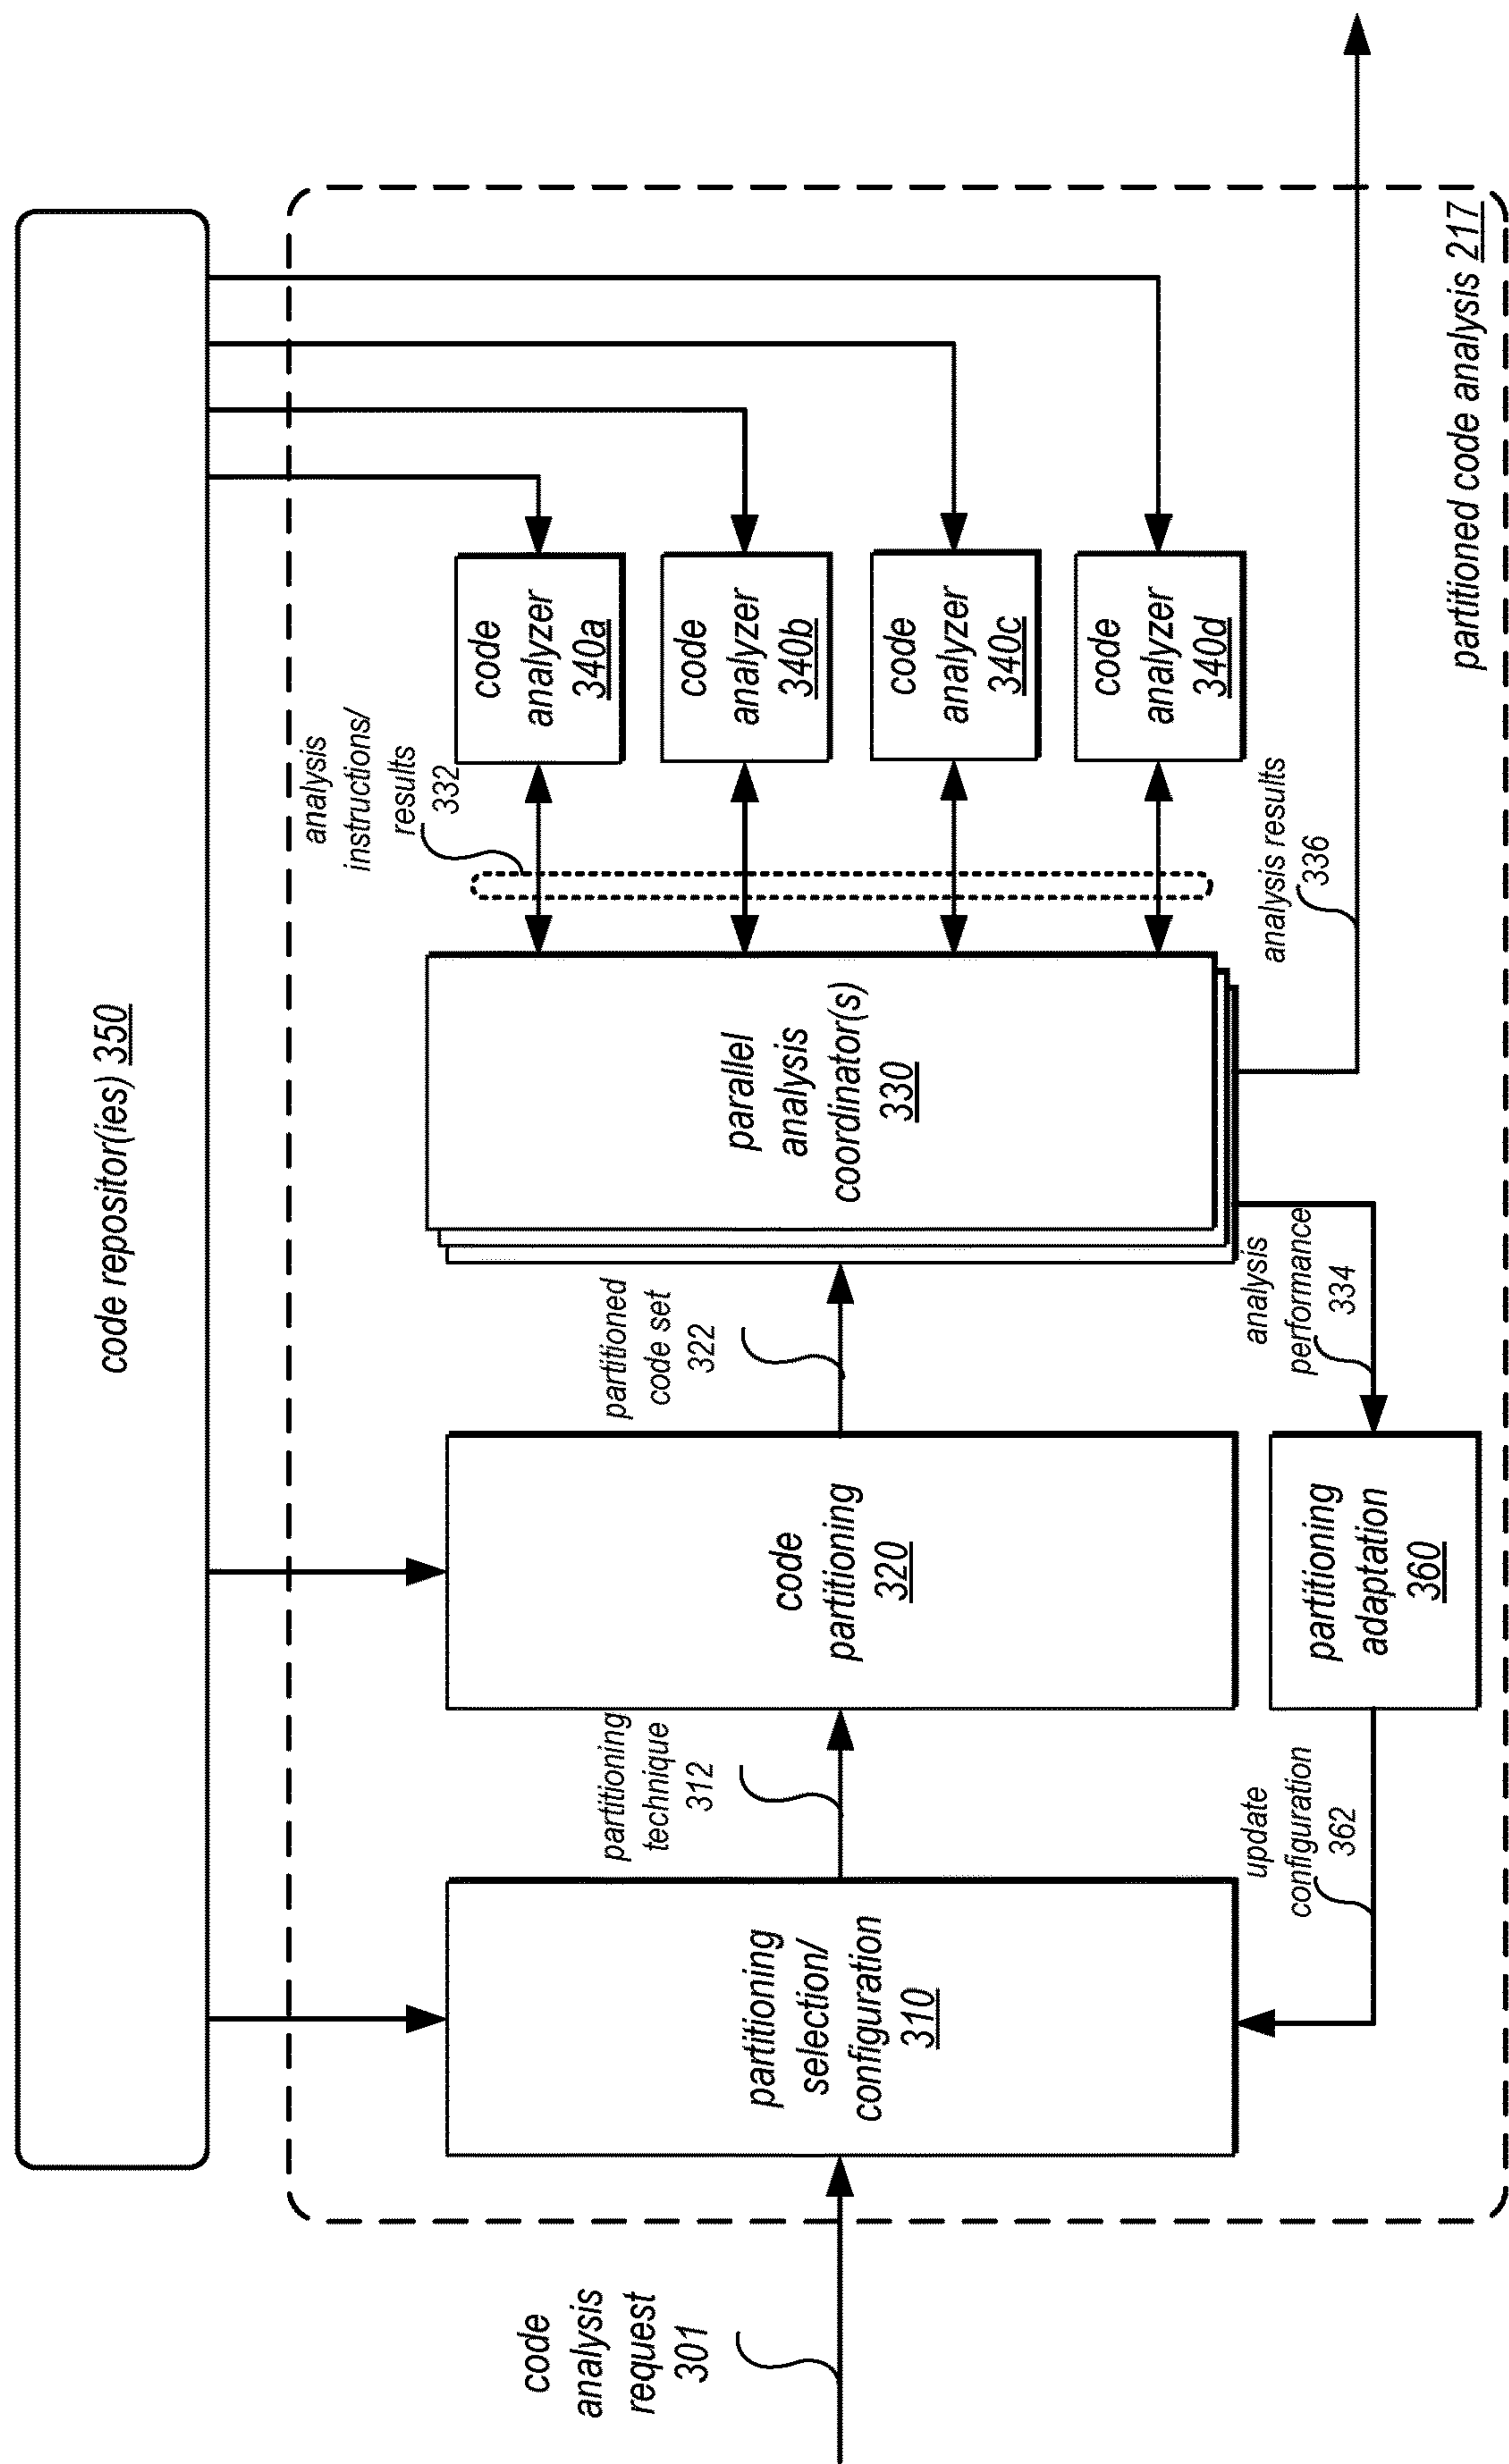 code repositor(ies) 350
code
analysis
request
301
partitioning
selection/
configuration
310
partitioning
technique
312
code
partitioning
320
partitioned
code set
322
parallel
analysis
coordinator(s)
330
analysis
instructions/
results
332
code
analyzer
340a
code
analyzer
340b
code
analyzer
340c
code
analyzer
340d
update
configuration
362
partitioning
adaptation
360
analysis
performance
334
analysis results
336
partitioned code analysis 217